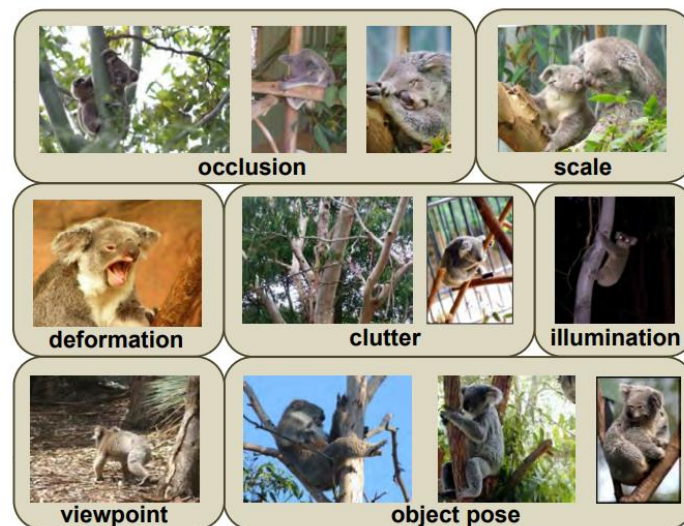 occlusion
scale
deformation
clutter
illumination
viewpoint
object pose